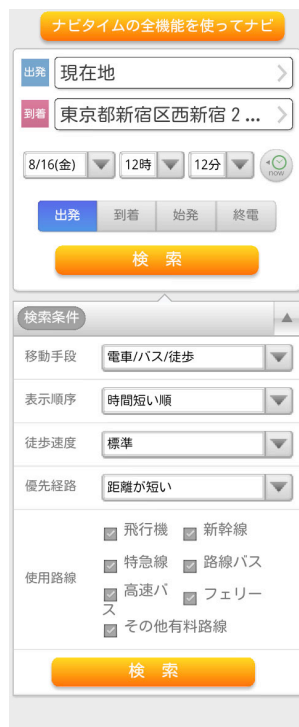 ナビタイムの全機能を使ってナビ
出発 現在地
到着 東京都新宿区西新宿２...
8/16(金) 12時 12分 now
出発 到着 始発 終電
検 索
検索条件
移動手段 電車/バス/徒歩
表示順序 時間短い順
徒歩速度 標準
優先経路 距離が短い
使用路線
飛行機 新幹線
特急線 路線バス
高速バ
ス
フェリー
その他有料路線
検 索